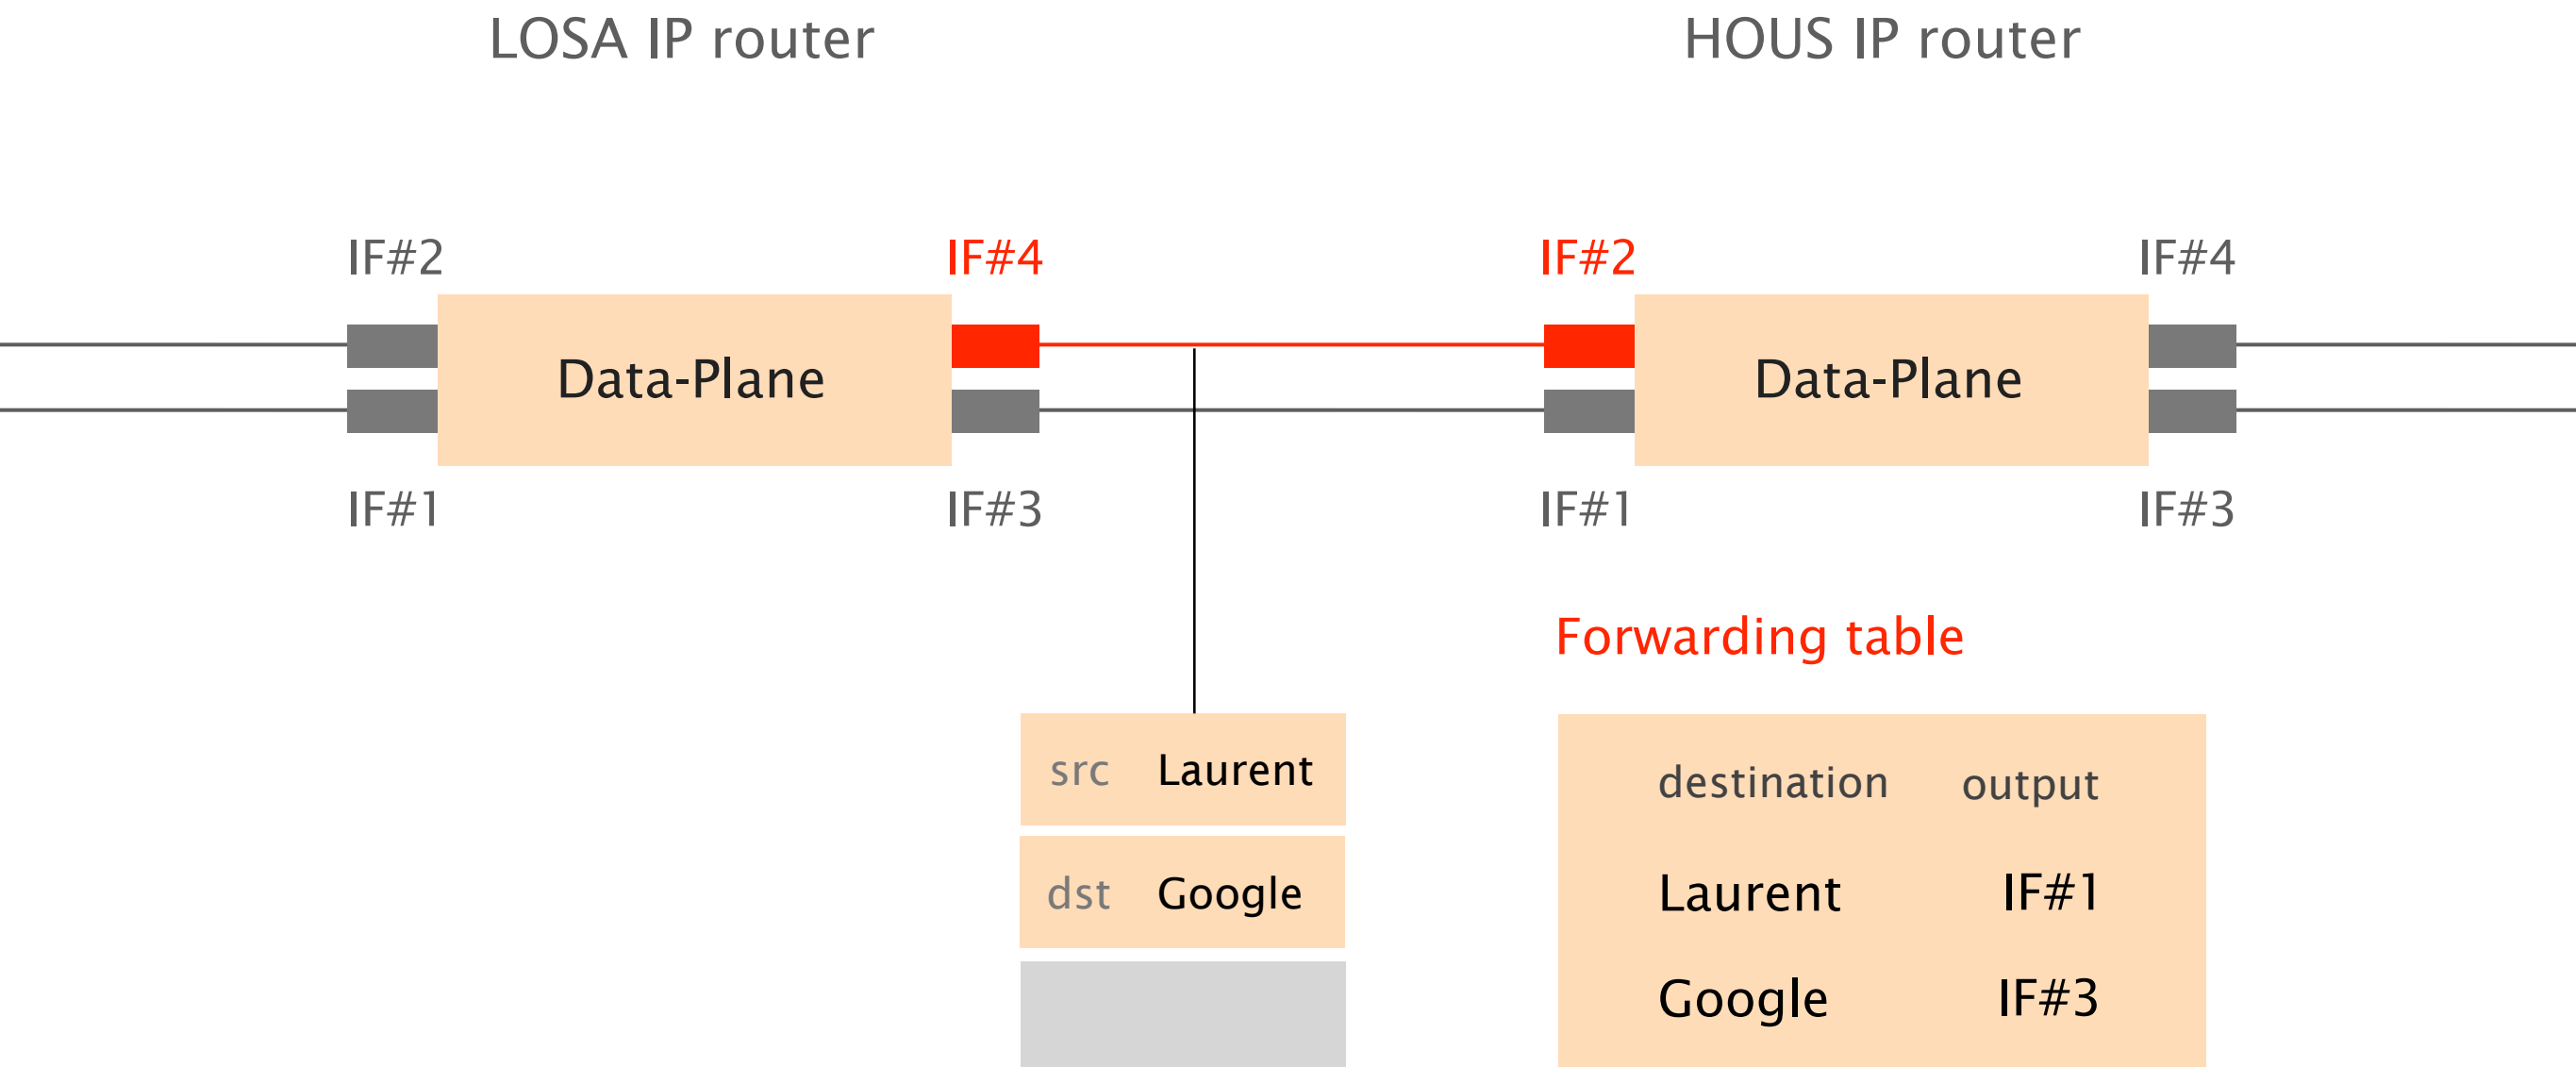 LOSA IP router
HOUS IP router
IF#2
IF#4
IF#2
IF#4
Data-Plane
Data-Plane
IF#1
IF#3
IF#1
IF#3
Forwarding table
src Laurent
dst Google
destination output
Laurent IF#1
Google IF#3